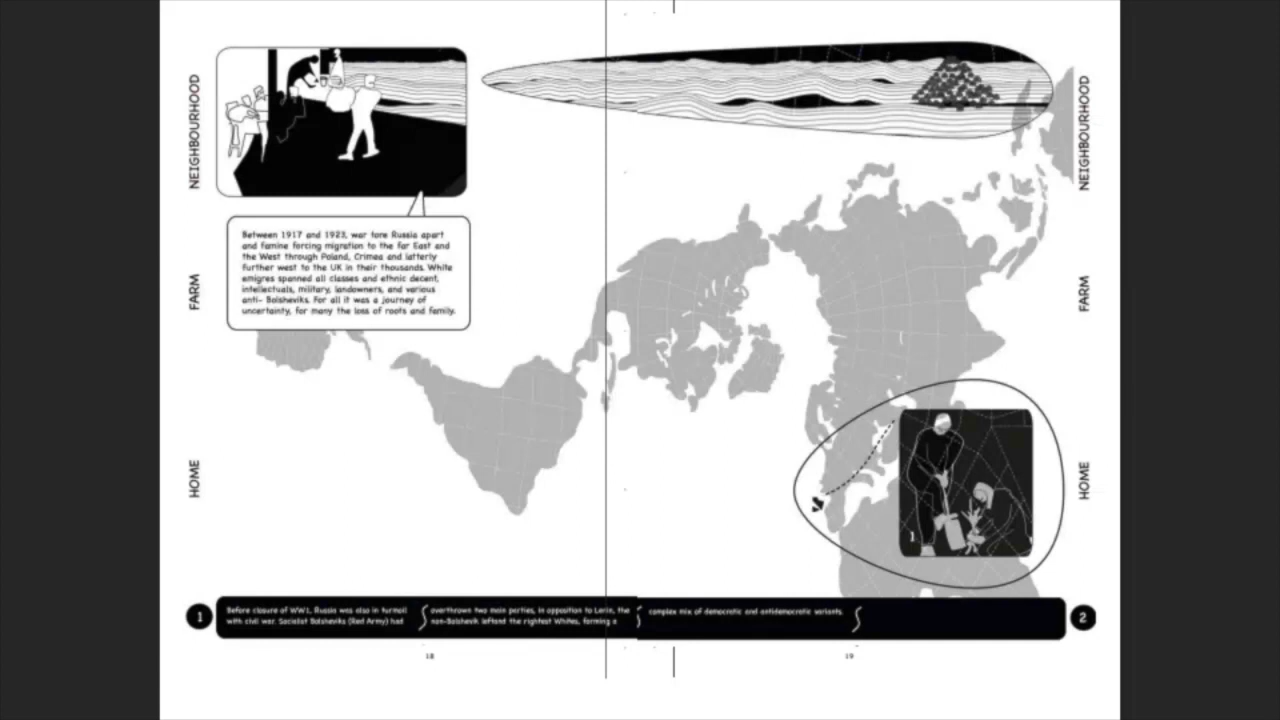 NEIGHBOURHOOD
FARM
HOME
Between 1917 and 1923, war tore Russia apart
and famine forcing migration to the far East and
the West through Poland, Crimea and latterly
further west to the UK in their thousands. White
emigres spanned all classes and ethnic decent,
intellectuals, military, landowners, and various
anti- Bolsheviks. For all it was a journey of
uncertainty, for many the loss of roots and family.
NEIGHBOURHOOD
FARM
HOME
1
1
Before closure of WW1, Russia was also in turmoil
with civil war. Socialist Bolsheviks (Red Army) had
overthrown two main parties, in opposition to Lenin, the
non-Bolshevik leftand the rightest Whites, forming a
complex mix of democratic and antidemocratic variants.
2
18
19